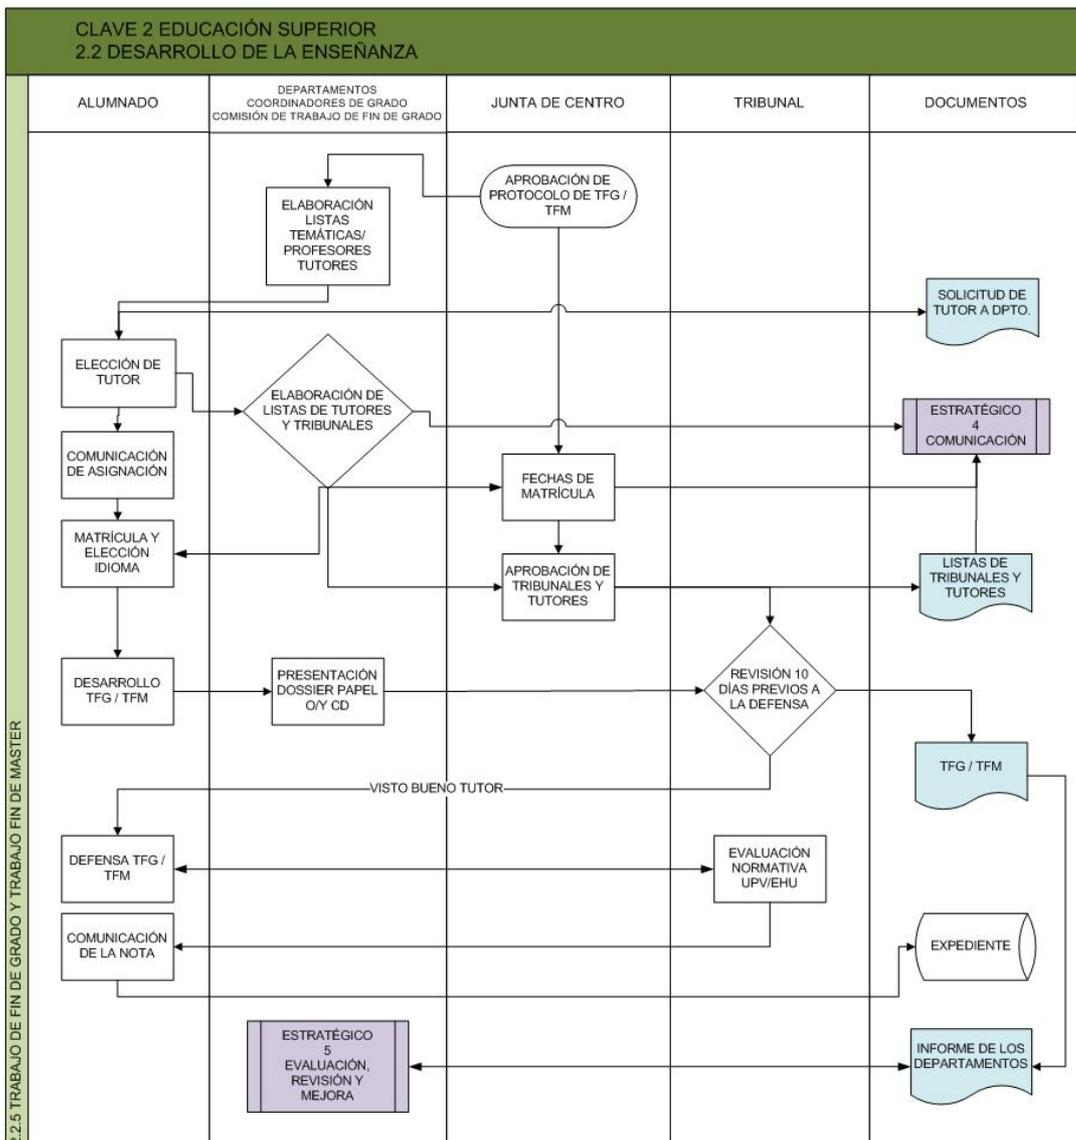 CLAVE 2 EDUCACIÓN SUPERIOR
2.2 DESARROLLO DE LA ENSEÑANZA
ALUMNADO
DEPARTAMENTOS
COORDINADORES DE GRADO
COMISIÓN DE TRABAJO DE FIN DE GRADO
JUNTA DE CENTRO
TRIBUNAL
DOCUMENTOS
APROBACIÓN DE
PROTOCOLO DE TFG /
TFM
ELABORACIÓN
LISTAS
TEMÁTICAS/
PROFESORES
TUTORES
SOLICITUD DE
TUTOR A DPTO.
ELECCIÓN DE
TUTOR
ELABORACIÓN DE
LISTAS DE TUTORES
Y TRIBUNALES
ESTRATÉGICO
4
COMUNICACIÓN
COMUNICACIÓN
DE ASIGNACIÓN
FECHAS DE
MATRÍCULA
MATRÍCULA Y
ELECCIÓN
IDIOMA
APROBACIÓN DE
TRIBUNALES Y
TUTORES
LISTAS DE
TRIBUNALES Y
TUTORES
DESARROLLO
TFG / TFM
PRESENTACIÓN
DOSSIER PAPEL
O/Y CD
REVISIÓN 10
DÍAS PREVIOS A
LA DEFENSA
TFG / TFM
VISTO BUENO TUTOR
DEFENSA TFG /
TFM
EVALUACIÓN
NORMATIVA
UPV/EHU
COMUNICACIÓN
DE LA NOTA
EXPEDIENTE
ESTRATÉGICO
5
EVALUACIÓN,
REVISIÓN Y
MEJORA
INFORME DE LOS
DEPARTAMENTOS
2.2.5 TRABAJO DE FIN DE GRADO Y TRABAJO FIN DE MASTER